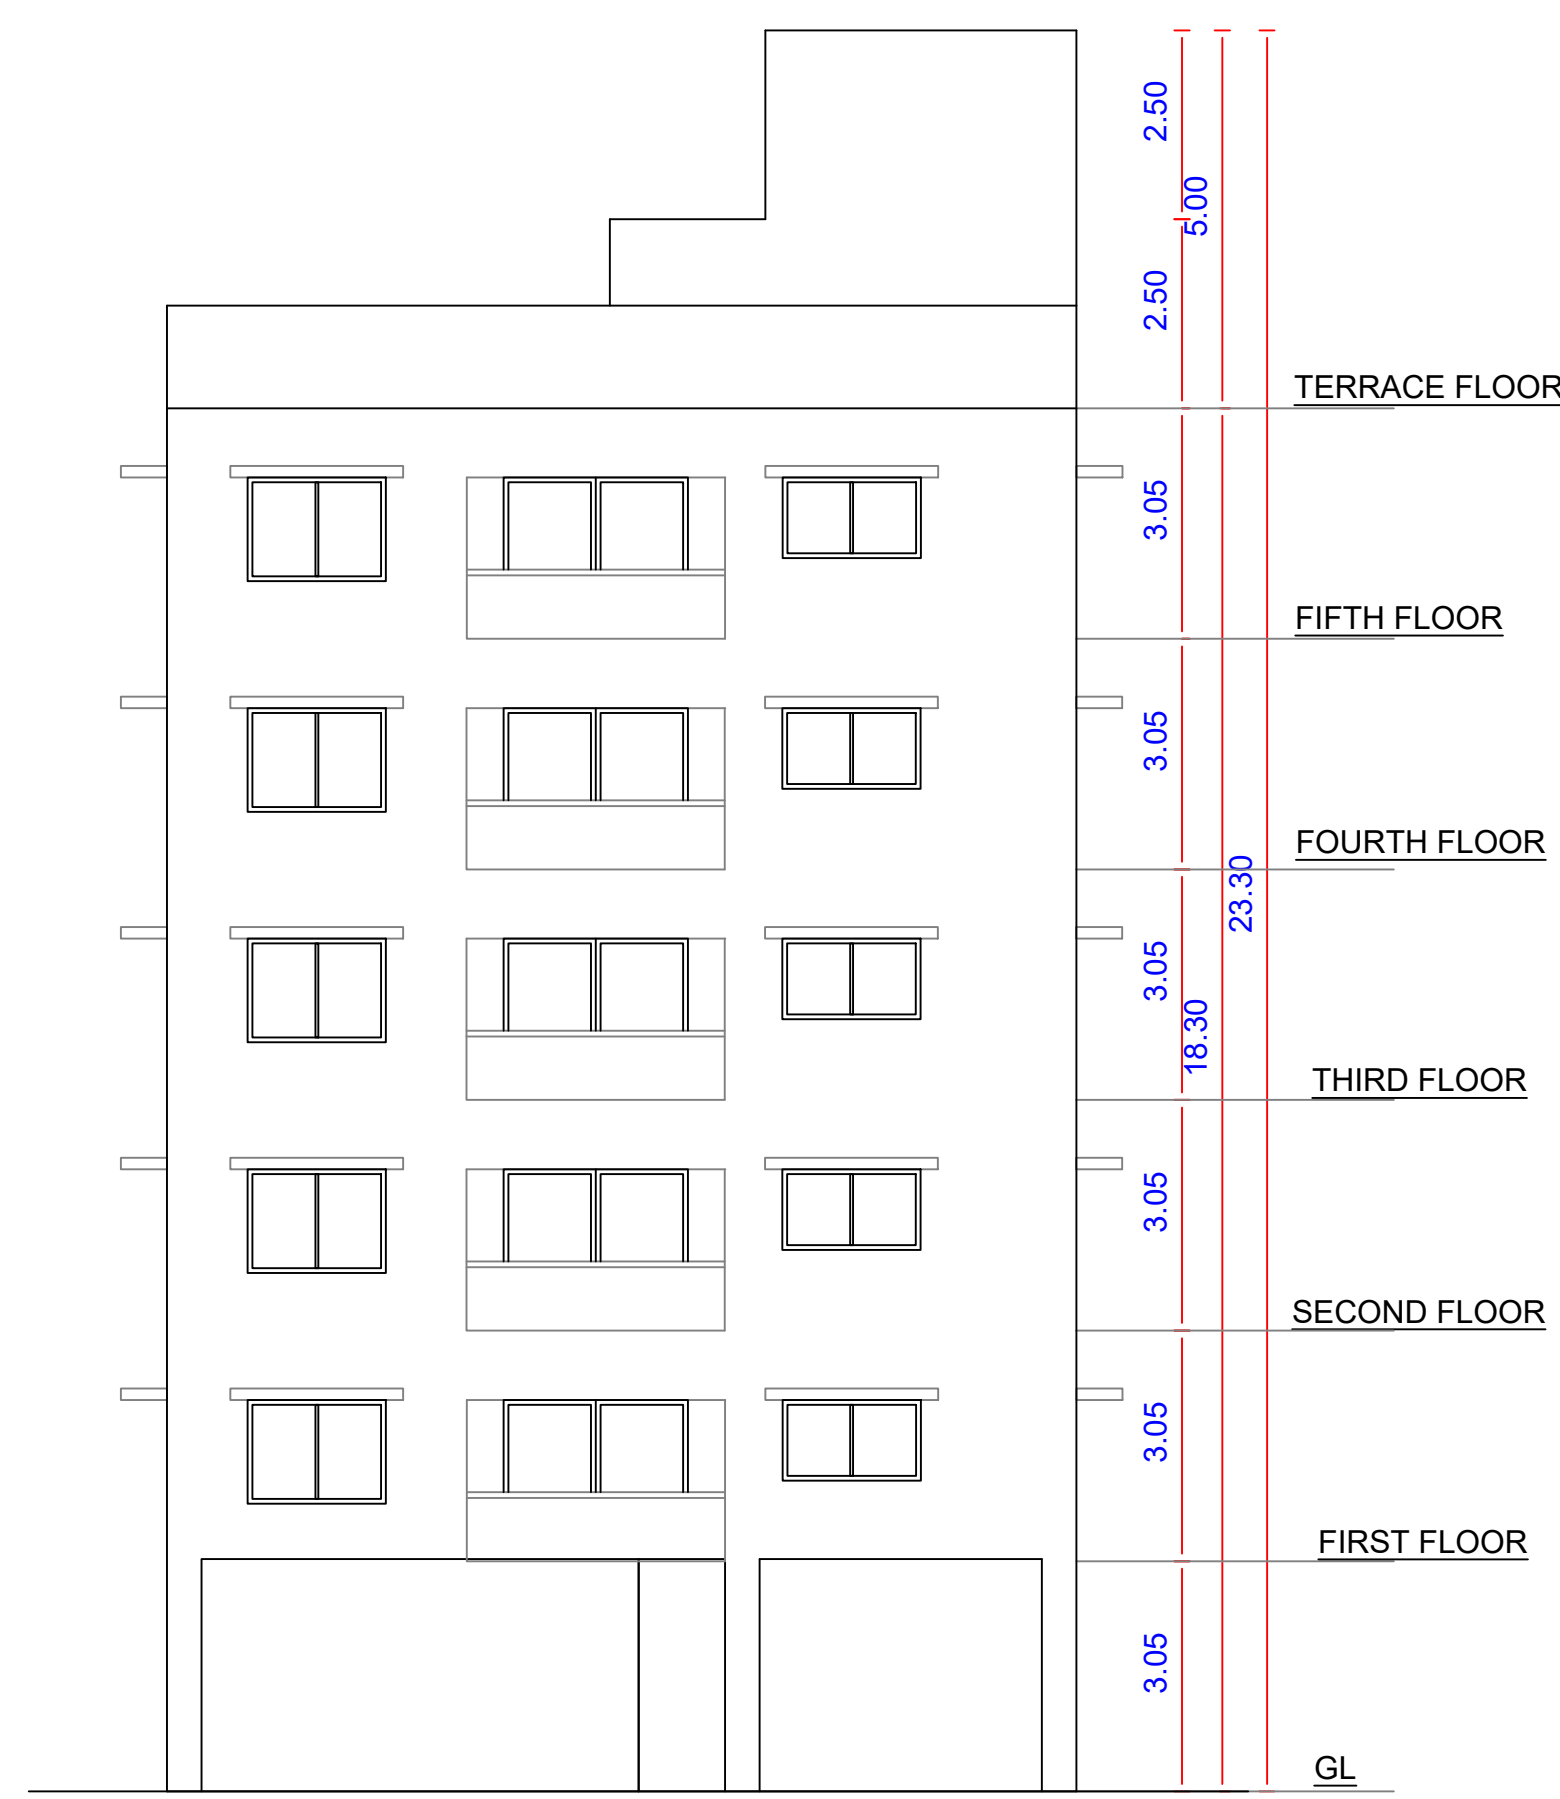 2.50
5.00
2.50
TERRACE FLOOR
3.05
FIFTH FLOOR
3.05
FOURTH FLOOR
23.30
3.05
18.30
THIRD FLOOR
3.05
SECOND FLOOR
3.05
FIRST FLOOR
3.05
GL